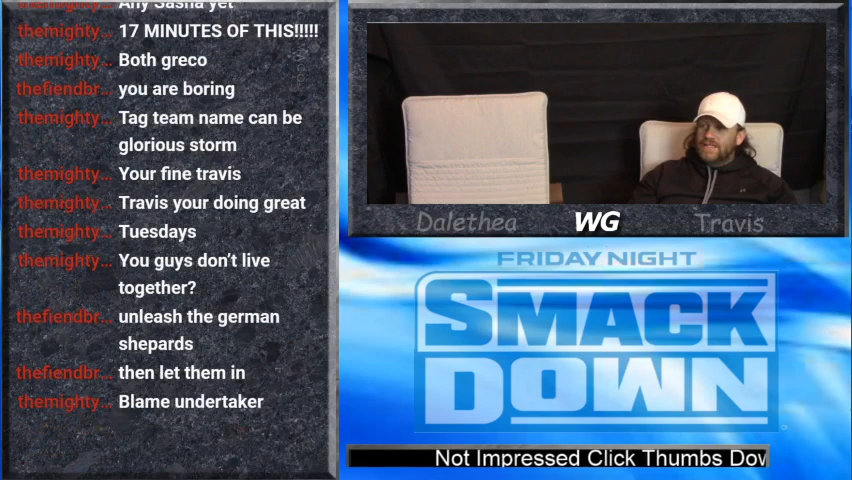 Any Sasha yet
themighty... 17 MINUTES OF THIS!!!!!
themighty... Both greco
thefiendbr... you are boring
themighty... Tag team name can be
glorious storm
themighty... Your fine travis
themighty... Travis your doing great
themighty... Tuesdays
themighty... You guys don’t live
together?
thefiendbr... unleash the german
shepards
thefiendbr... then let them in
themighty... Blame undertaker
Dalethea WG Travis
FRIDAY NIGHT
SMACK
DOWN
Not Impressed Click Thumbs Dow